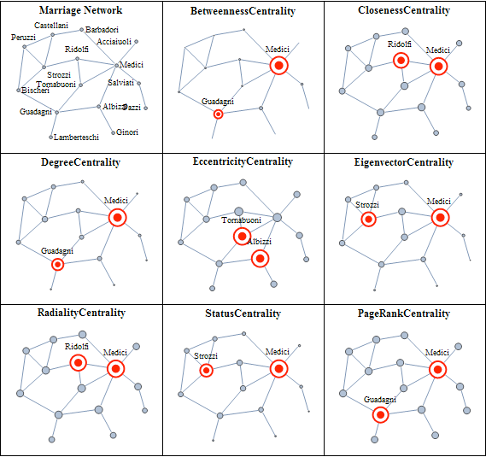 Marriage Network
Castellani
Barbadori
Peruzzi
Acciaiuoli
Ridolfi
Medici
Strozzi
Tornabuoni
Salviati
Bischeri
Guadagni
Albizzi
Pazzi
Lamberteschi
Ginori
BetweennessCentrality
Medici
Guadagni
ClosenessCentrality
Ridolfi
Medici
DegreeCentrality
Medici
Guadagni
EccentricityCentrality
Tornabuoni
Albizzi
EigenvectorCentrality
Strozzi
Medici
RadialityCentrality
Ridolfi
Medici
StatusCentrality
Strozzi
Medici
PageRankCentrality
Medici
Guadagni